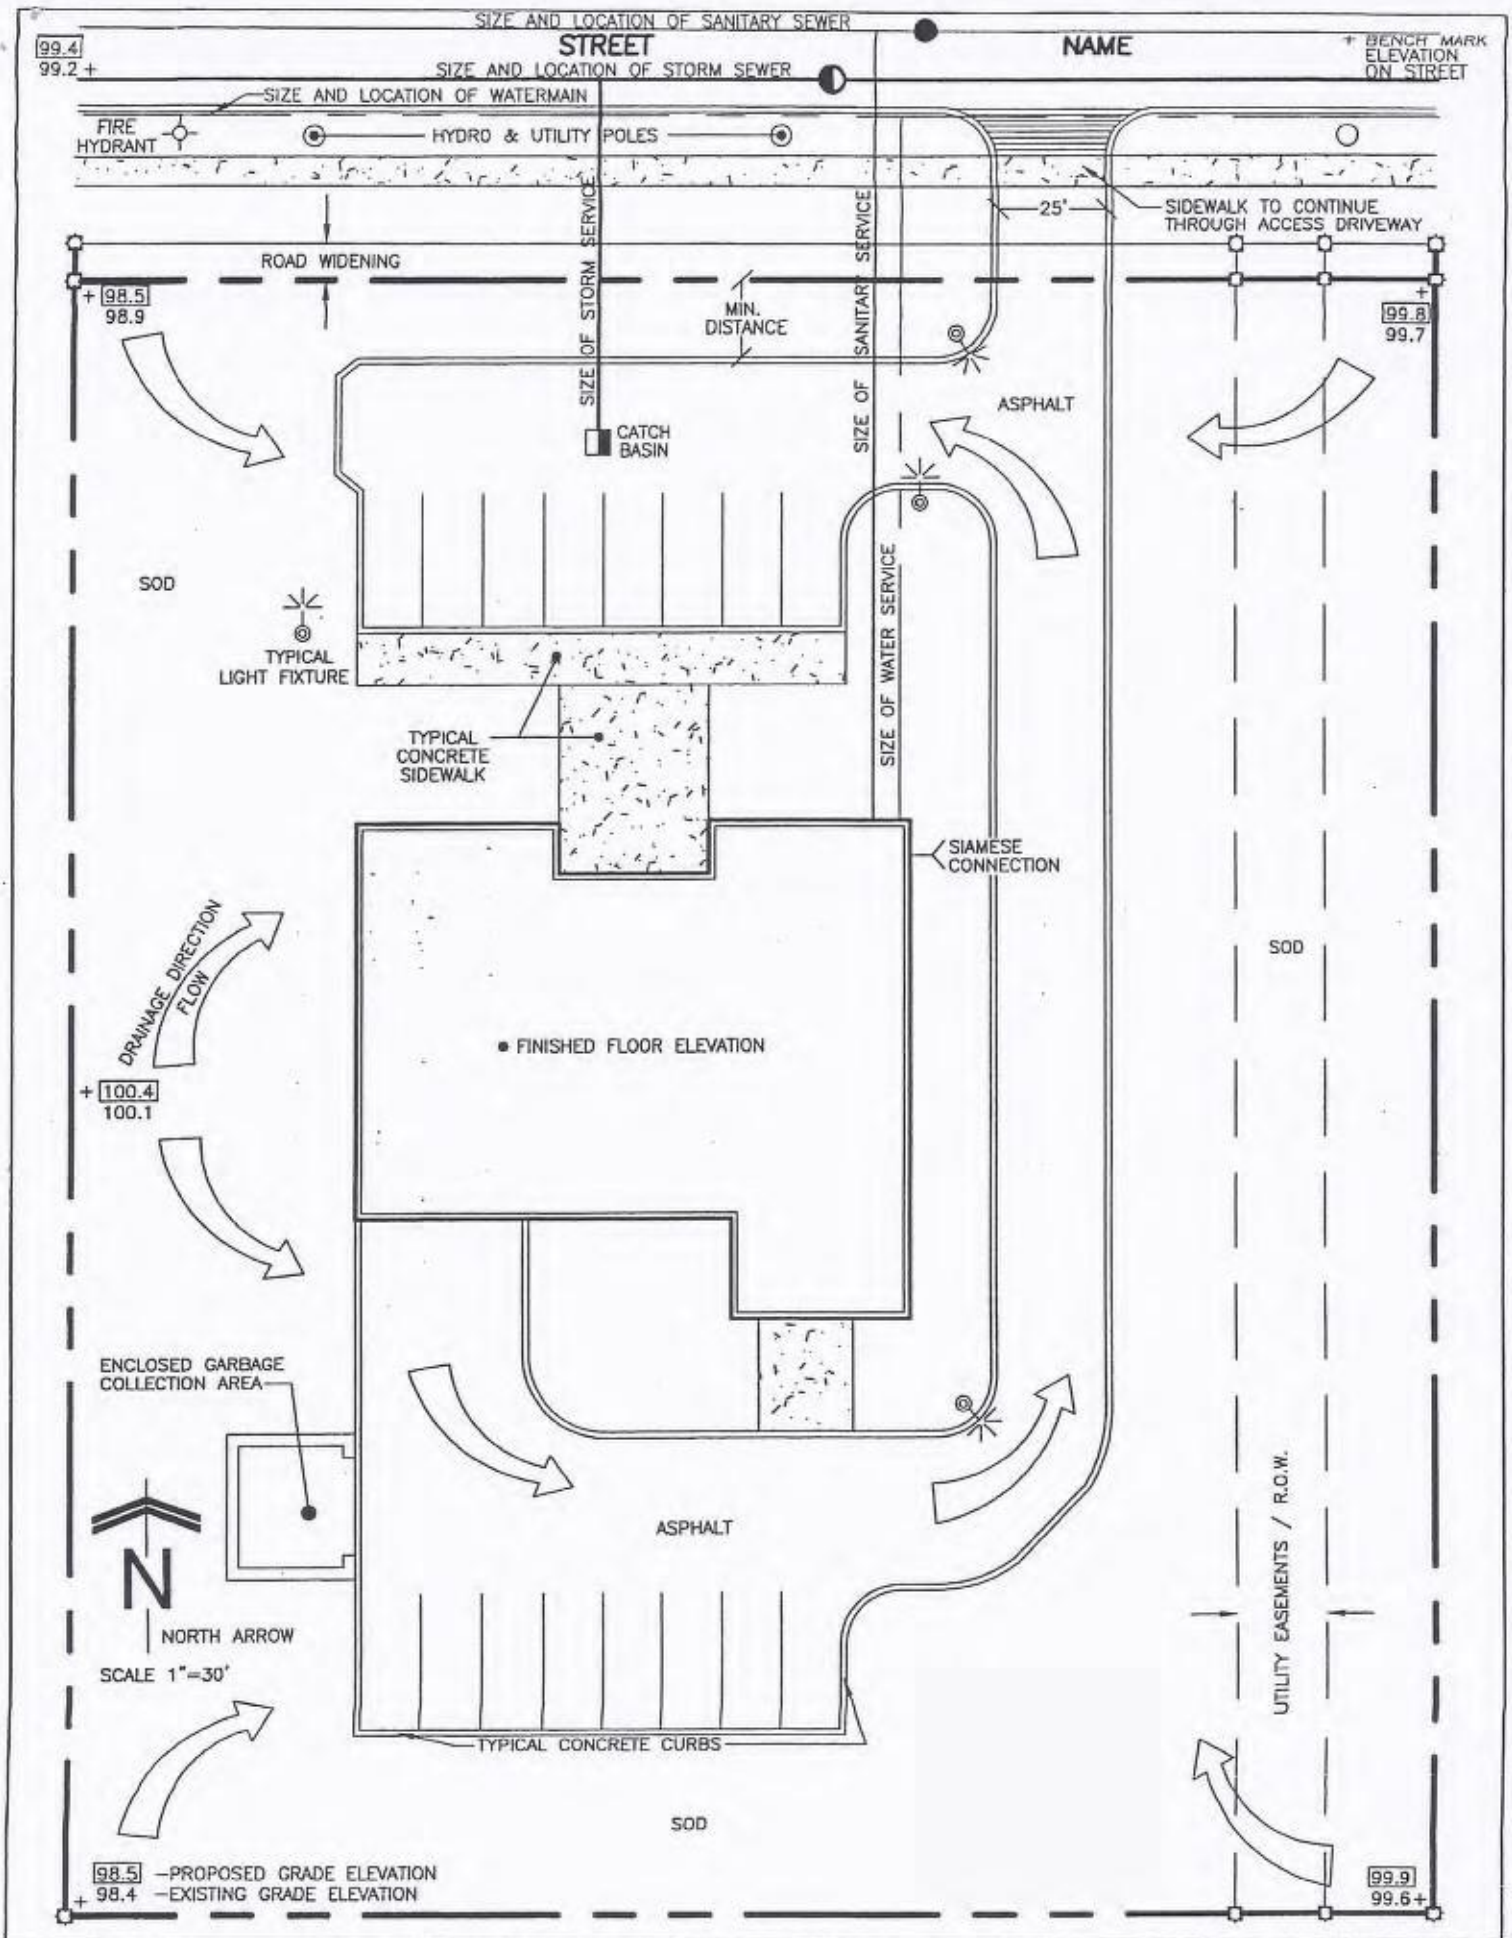 SIZE AND LOCATION OF SANITARY SEWER
99.4
99.2 +
STREET
NAME
+ BENCH MARK
ELEVATION
ON STREET
SIZE AND LOCATION OF STORM SEWER
SIZE AND LOCATION OF WATERMAIN
FIRE
HYDRANT
HYDRO & UTILITY POLES
25'
SIDEWALK TO CONTINUE
THROUGH ACCESS DRIVEWAY
SIZE OF STORM SERVICE
SIZE OF SANITARY SERVICE
ROAD WIDENING
+ 98.5
98.9
MIN.
DISTANCE
+
99.8
99.7
ASPHALT
CATCH
BASIN
SOD
SIZE OF WATER SERVICE
TYPICAL
LIGHT FIXTURE
TYPICAL
CONCRETE
SIDEWALK
SIAMESE
CONNECTION
DRAINAGE DIRECTION
FLOW
SOD
FINISHED FLOOR ELEVATION
+ 100.4
100.1
ENCLOSED GARBAGE
COLLECTION AREA
ASPHALT
N
NORTH ARROW
SCALE 1"=30'
UTILITY EASEMENTS / R.O.W.
TYPICAL CONCRETE CURBS
SOD
98.5 -PROPOSED GRADE ELEVATION
+ 98.4 -EXISTING GRADE ELEVATION
99.9
99.6+